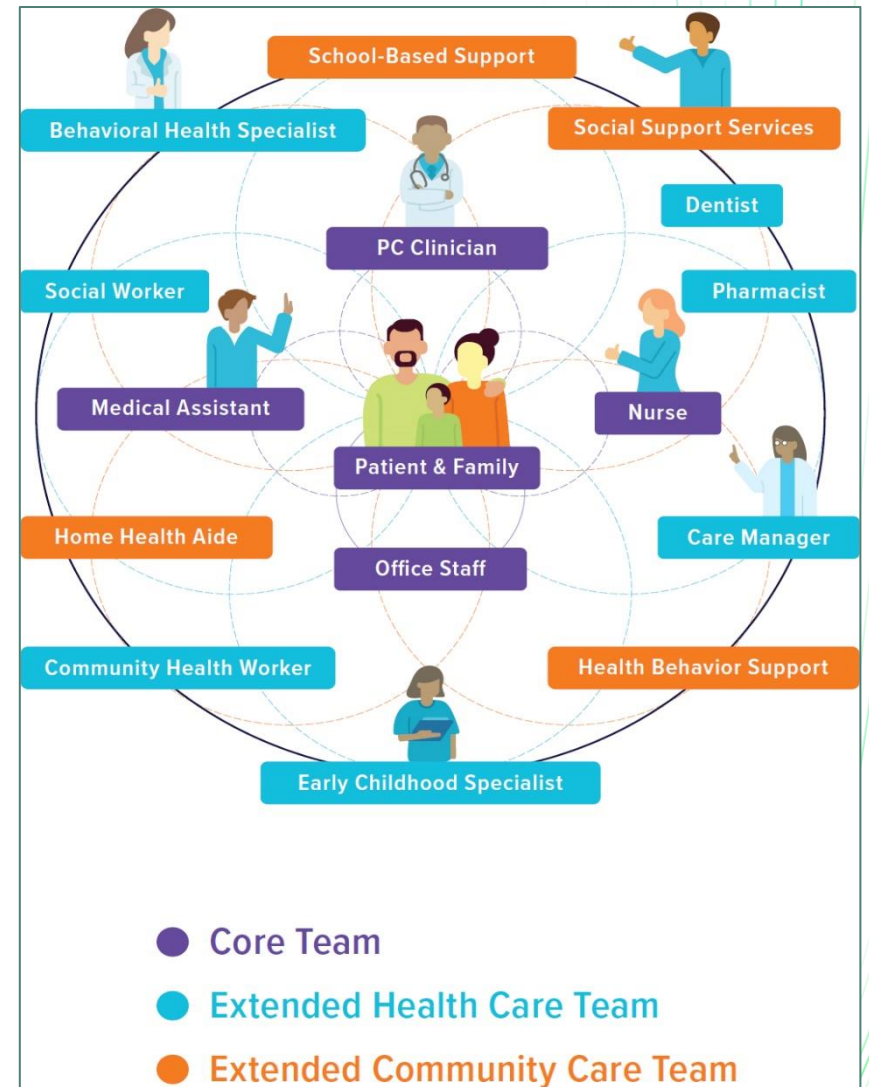 School-Based Support
Behavioral Health Specialist
Social Support Services
Dentist
PC Clinician
Social Worker
Pharmacist
Medical Assistant
Nurse
Patient & Family
Home Health Aide
Care Manager
Office Staff
Community Health Worker
Health Behavior Support
Early Childhood Specialist
Core Team
Extended Health Care Team
Extended Community Care Team